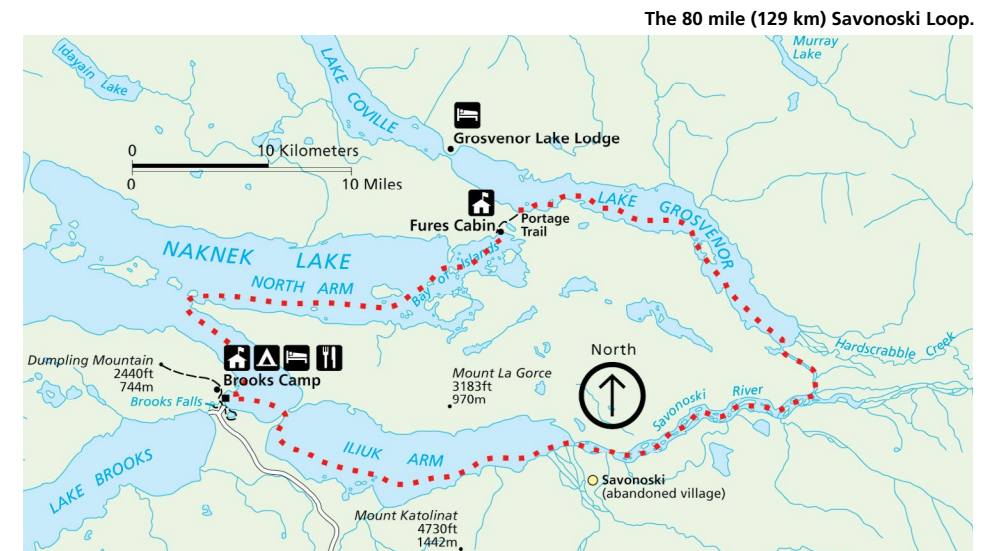 The 80 mile (129 km) Savonoski Loop.
Idayain Lake
LAKE COVILLE
Murray
Lake
0 10 Kilometers
0 10 Miles
Grosvenor Lake Lodge
Fures Cabin
Portage
Trail
LAKE GROSVENOR
NAKNEK LAKE
NORTH ARM
Bay of Islands
Hardscrabble Creek
North
Dumpling Mountain
2440ft
744m
Brooks Camp
Brooks Falls
Mount La Gorce
3183ft
970m
Savonoski River
ILIUK ARM
LAKE BROOKS
Savonoski
(abandoned village)
Mount Katolinat
4730ft
1442m